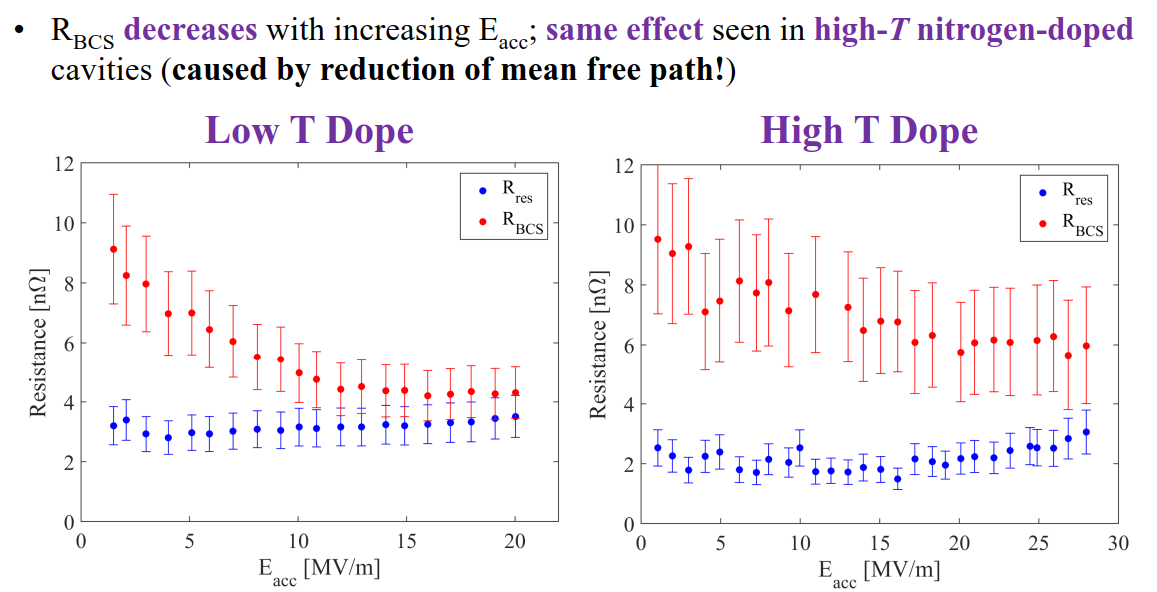 • R_BCS decreases with increasing E_acc; same effect seen in high-T nitrogen-doped
cavities (caused by reduction of mean free path!)
Low T Dope
12
10
8
6
4
2
0
0 5 10 15 20
Resistance [nΩ]
E_acc [MV/m]
R_res
R_BCS
High T Dope
12
10
8
6
4
2
0
0 5 10 15 20 25 30
Resistance [nΩ]
E_acc [MV/m]
R_res
R_BCS